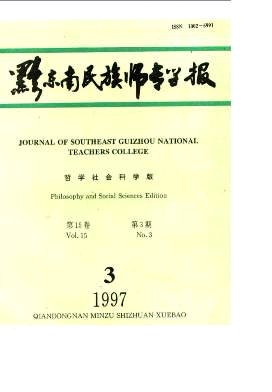 ISSN 1002-6991
黔东南民族师专学报
JOURNAL OF SOUTHEAST GUIZHOU NATIONAL
TEACHERS COLLEGE
哲学社会科学版
Philosophy and Social Sciences Edition
第15卷 第3期
Vol. 15 No. 3
3
1997
QIANDONGNAN MINZU SHIZHUAN XUEBAO